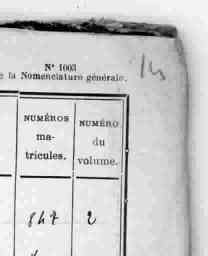 N° 1003
e la Nomenclature générale.
NUMÉROS
ma-
tricules.
NUMÉRO
du
volume.
847 2